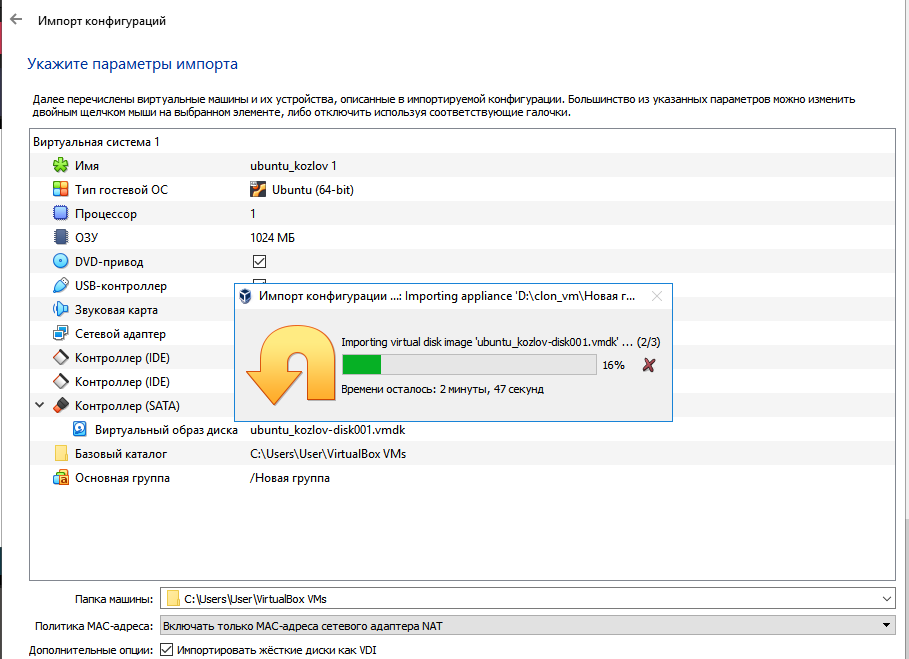 Импорт конфигураций
Укажите параметры импорта
Далее перечислены виртуальные машины и их устройства, описанные в импортируемой конфигурации. Большинство из указанных параметров можно изменить
двойным щелчком мыши на выбранном элементе, либо отключить используя соответствующие галочки.
Виртуальная система 1
Имя ubuntu_kozlov 1
Тип гостевой ОС Ubuntu (64-bit)
Процессор 1
ОЗУ 1024 МБ
DVD-привод
USB-контроллер
Импорт конфигурации ...: Importing appliance 'D:\clon_vm\Новая г...
Звуковая карта
Сетевой адаптер
Importing virtual disk image 'ubuntu_kozlov-disk001.vmdk' ... (2/3)
Контроллер (IDE)
16%
Контроллер (IDE)
Времени осталось: 2 минуты, 47 секунд
Контроллер (SATA)
Виртуальный образ диска ubuntu_kozlov-disk001.vmdk
Базовый каталог C:\Users\User\VirtualBox VMs
Основная группа /Новая группа
Папка машины: C:\Users\User\VirtualBox VMs
Политика MAC-адреса: Включать только MAC-адреса сетевого адаптера NAT
Дополнительные опции: Импортировать жёсткие диски как VDI